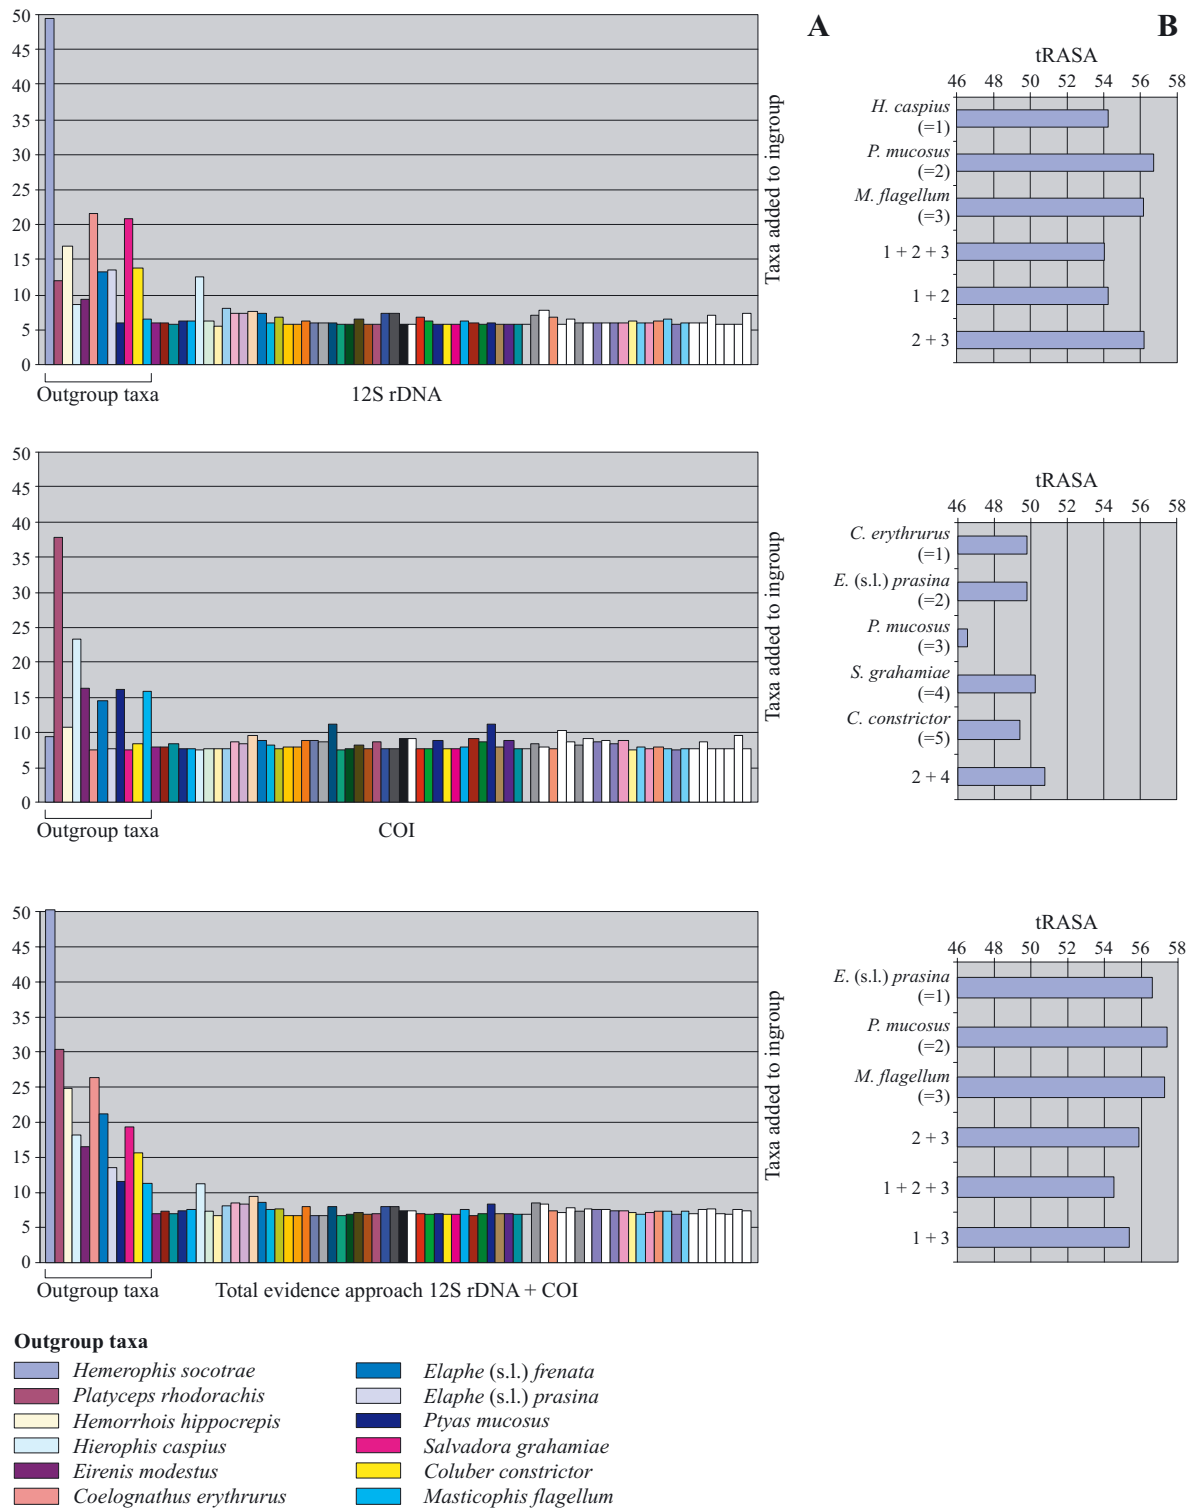 A
B
50
45
40
35
30
25
20
15
10
5
0
Outgroup taxa
12S rDNA
Taxa added to ingroup
tRASA
46 48 50 52 54 56 58
H. caspius
(=1)
P. mucosus
(=2)
M. flagellum
(=3)
1 + 2 + 3
1 + 2
2 + 3
50
45
40
35
30
25
20
15
10
5
0
Outgroup taxa
COI
Taxa added to ingroup
tRASA
46 48 50 52 54 56 58
C. erythrurus
(=1)
E. (s.l.) prasina
(=2)
P. mucosus
(=3)
S. grahamiae
(=4)
C. constrictor
(=5)
2 + 4
50
45
40
35
30
25
20
15
10
5
0
Outgroup taxa
Total evidence approach 12S rDNA + COI
Taxa added to ingroup
tRASA
46 48 50 52 54 56 58
E. (s.l.) prasina
(=1)
P. mucosus
(=2)
M. flagellum
(=3)
2 + 3
1 + 2 + 3
1 + 3
Outgroup taxa
Hemerophis socotrae
Platyceps rhodorachis
Hemorrhois hippocrepis
Hierophis caspius
Eirenis modestus
Coelognathus erythrurus
Elaphe (s.l.) frenata
Elaphe (s.l.) prasina
Ptyas mucosus
Salvadora grahamiae
Coluber constrictor
Masticophis flagellum